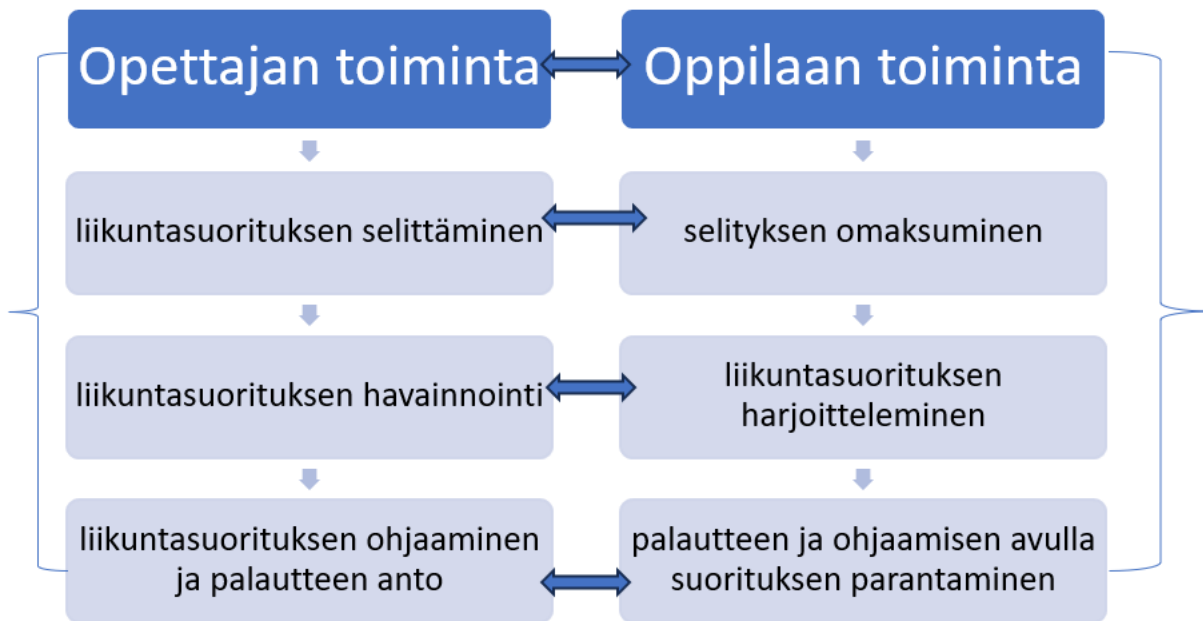 Opettajan toiminta
Oppilaan toiminta
liikuntasuorituksen selittäminen
selityksen omaksuminen
liikuntasuorituksen havainnointi
liikuntasuorituksen
harjoitteleminen
liikuntasuorituksen ohjaaminen
ja palautteen anto
palautteen ja ohjaamisen avulla
suorituksen parantaminen